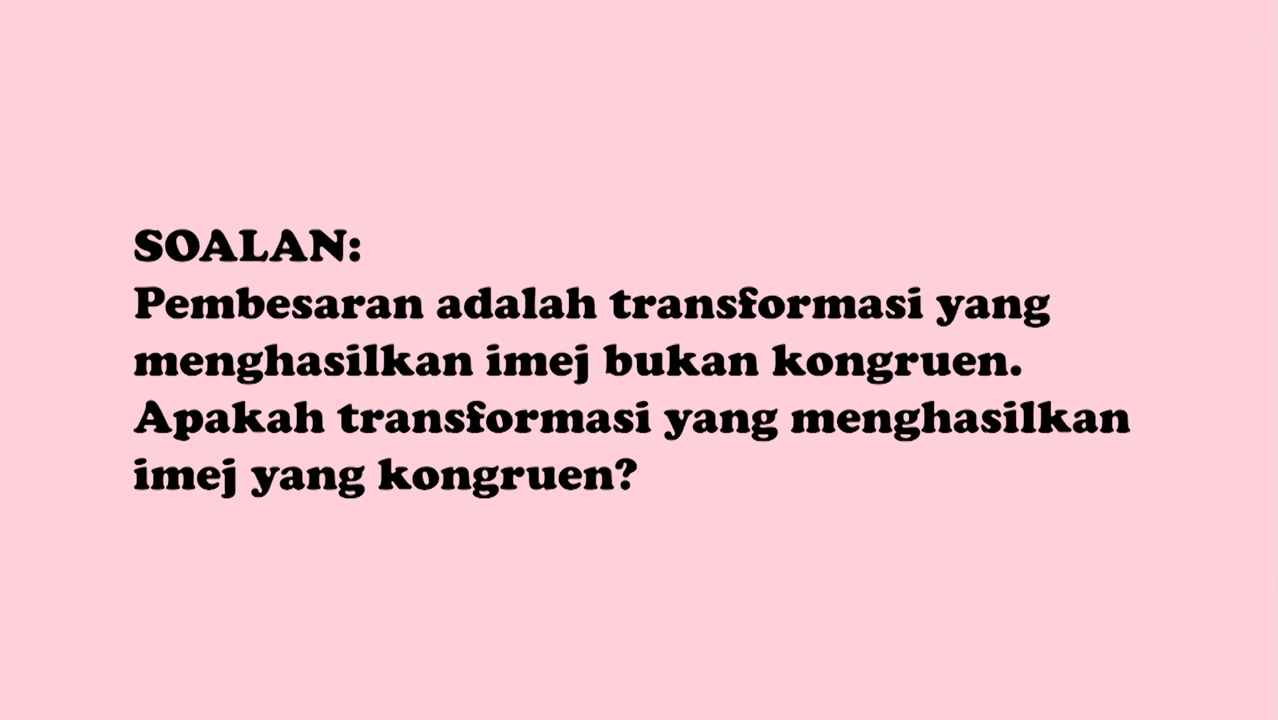 SOALAN:
Pembesaran adalah transformasi yang
menghasilkan imej bukan kongruen.
Apakah transformasi yang menghasilkan
imej yang kongruen?